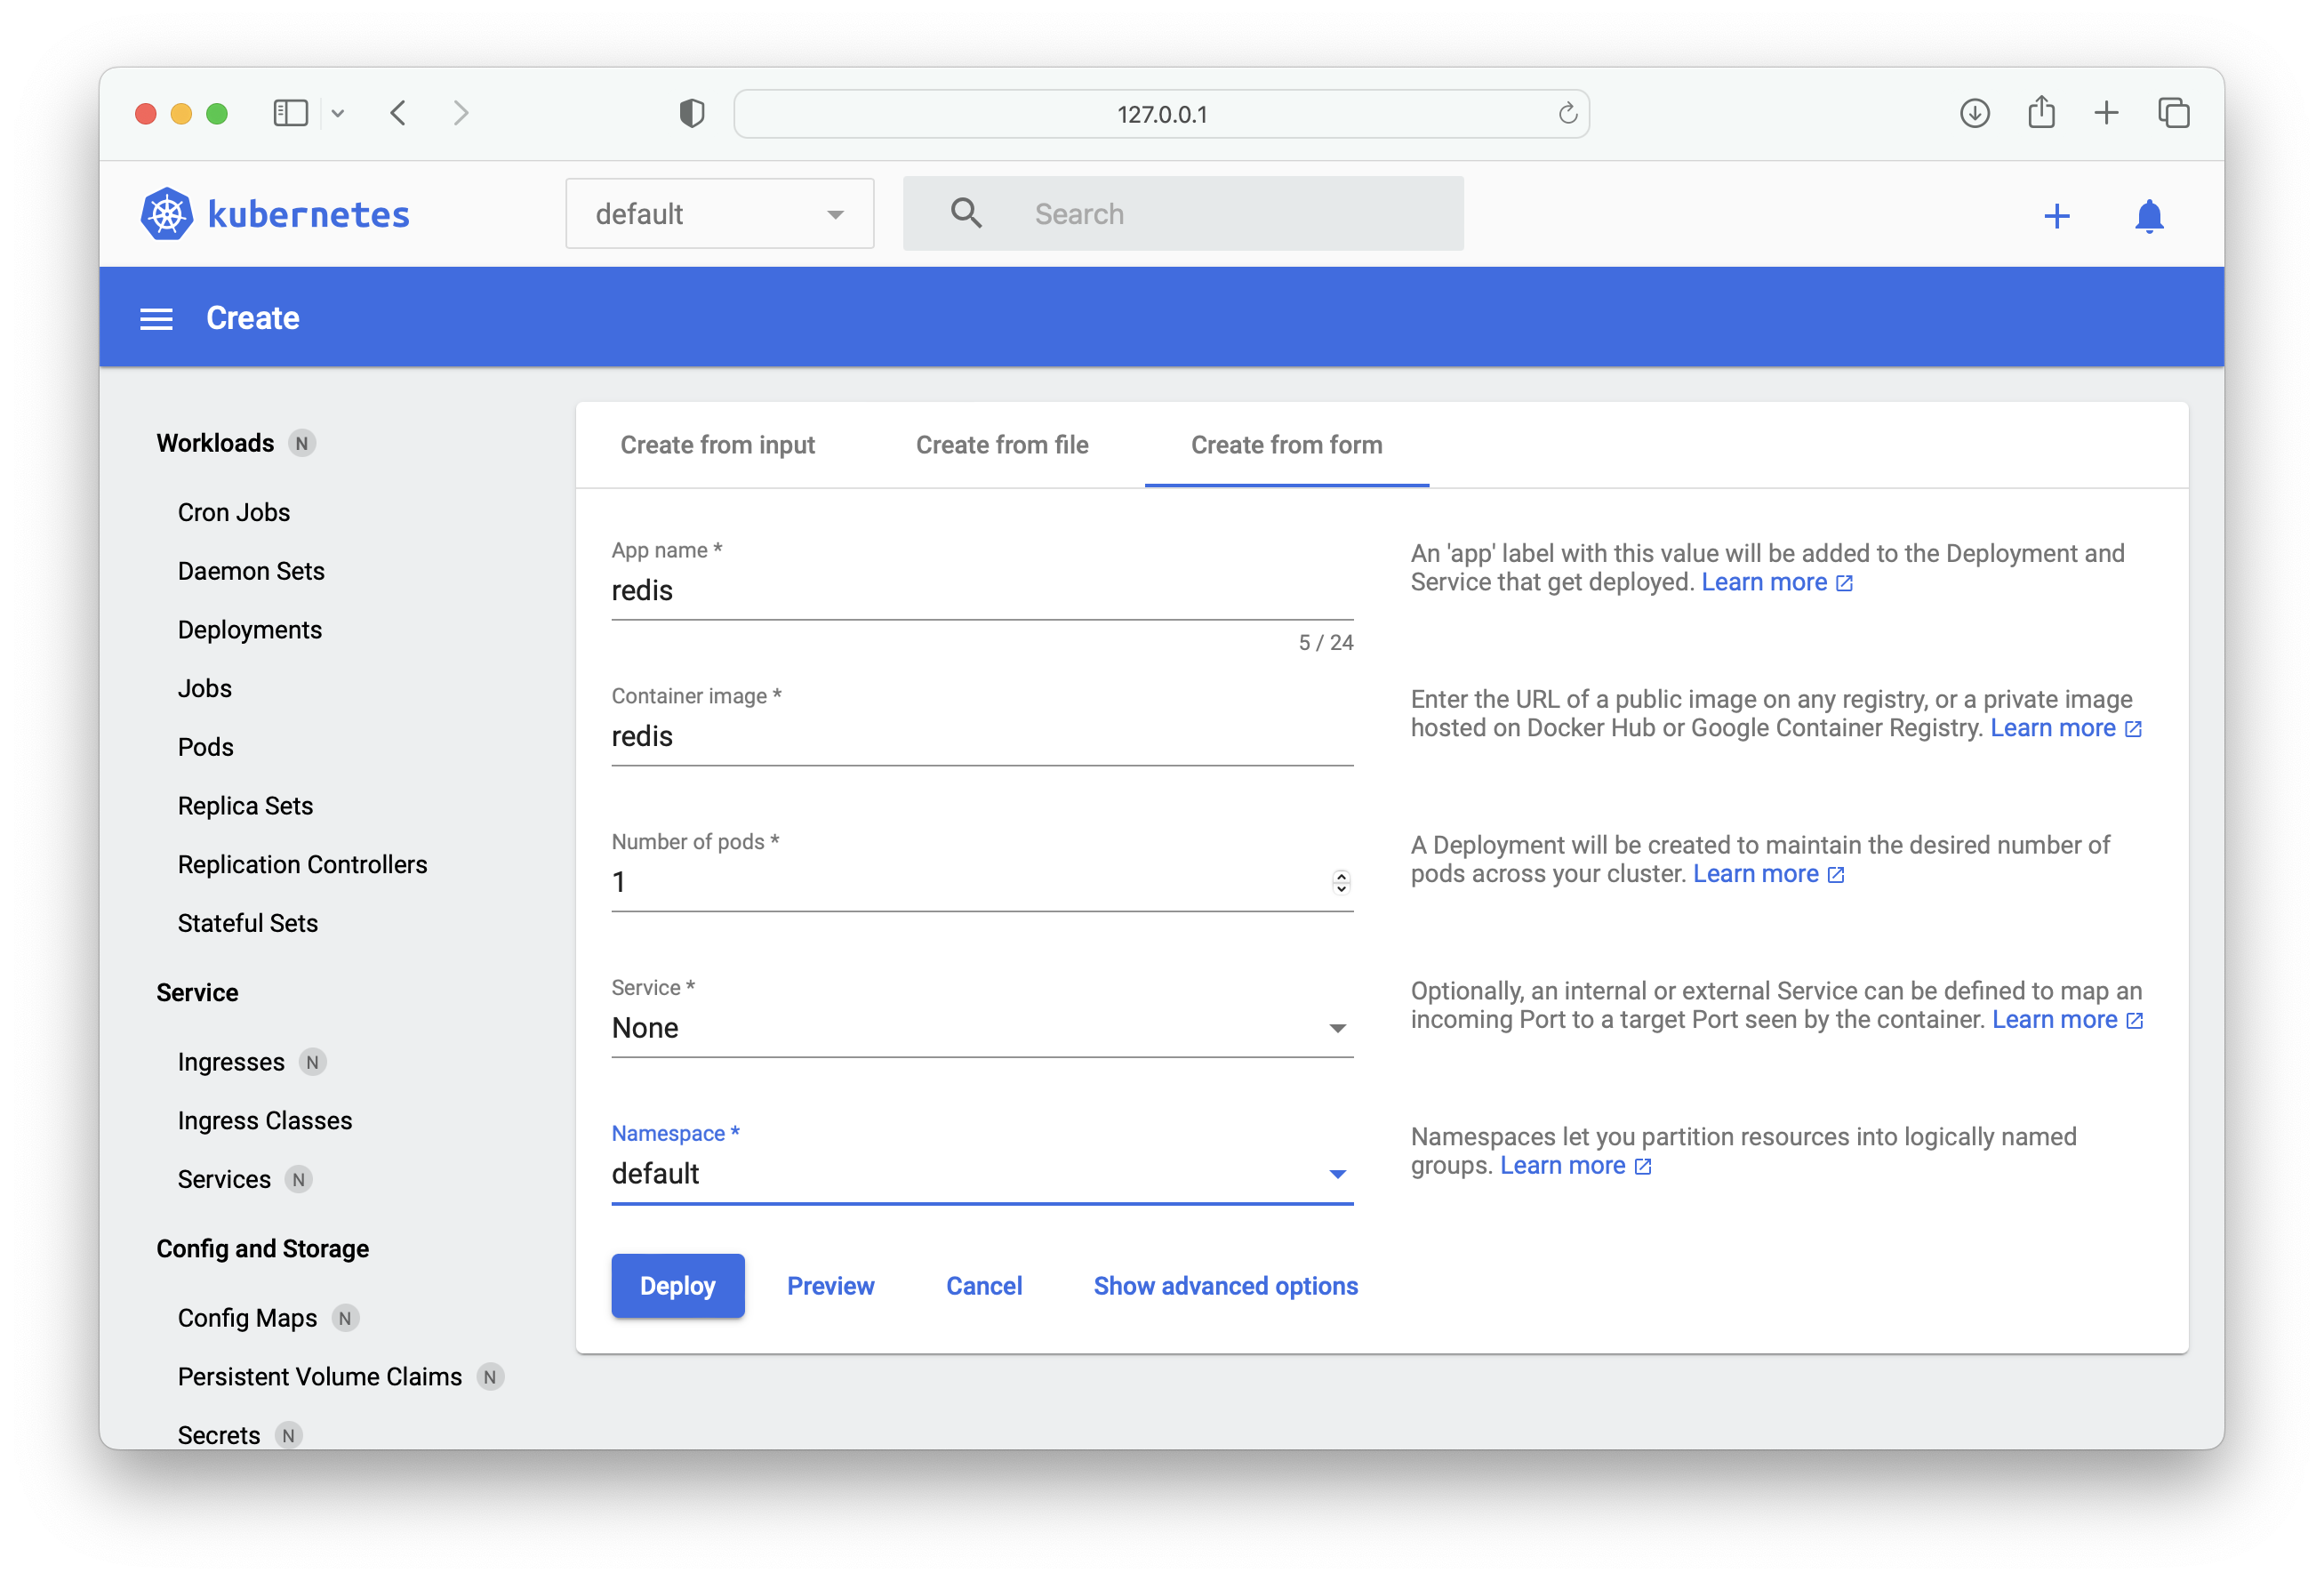 127.0.0.1
kubernetes
default
Search
Create
Workloads N
Cron Jobs
Daemon Sets
Deployments
Jobs
Pods
Replica Sets
Replication Controllers
Stateful Sets
Service
Ingresses N
Ingress Classes
Services N
Config and Storage
Config Maps N
Persistent Volume Claims N
Secrets N
Create from input
Create from file
Create from form
App name *
redis
5 / 24
An 'app' label with this value will be added to the Deployment and
Service that get deployed. Learn more
Container image *
redis
Enter the URL of a public image on any registry, or a private image
hosted on Docker Hub or Google Container Registry. Learn more
Number of pods *
1
A Deployment will be created to maintain the desired number of
pods across your cluster. Learn more
Service *
None
Optionally, an internal or external Service can be defined to map an
incoming Port to a target Port seen by the container. Learn more
Namespace *
default
Namespaces let you partition resources into logically named
groups. Learn more
Deploy
Preview
Cancel
Show advanced options